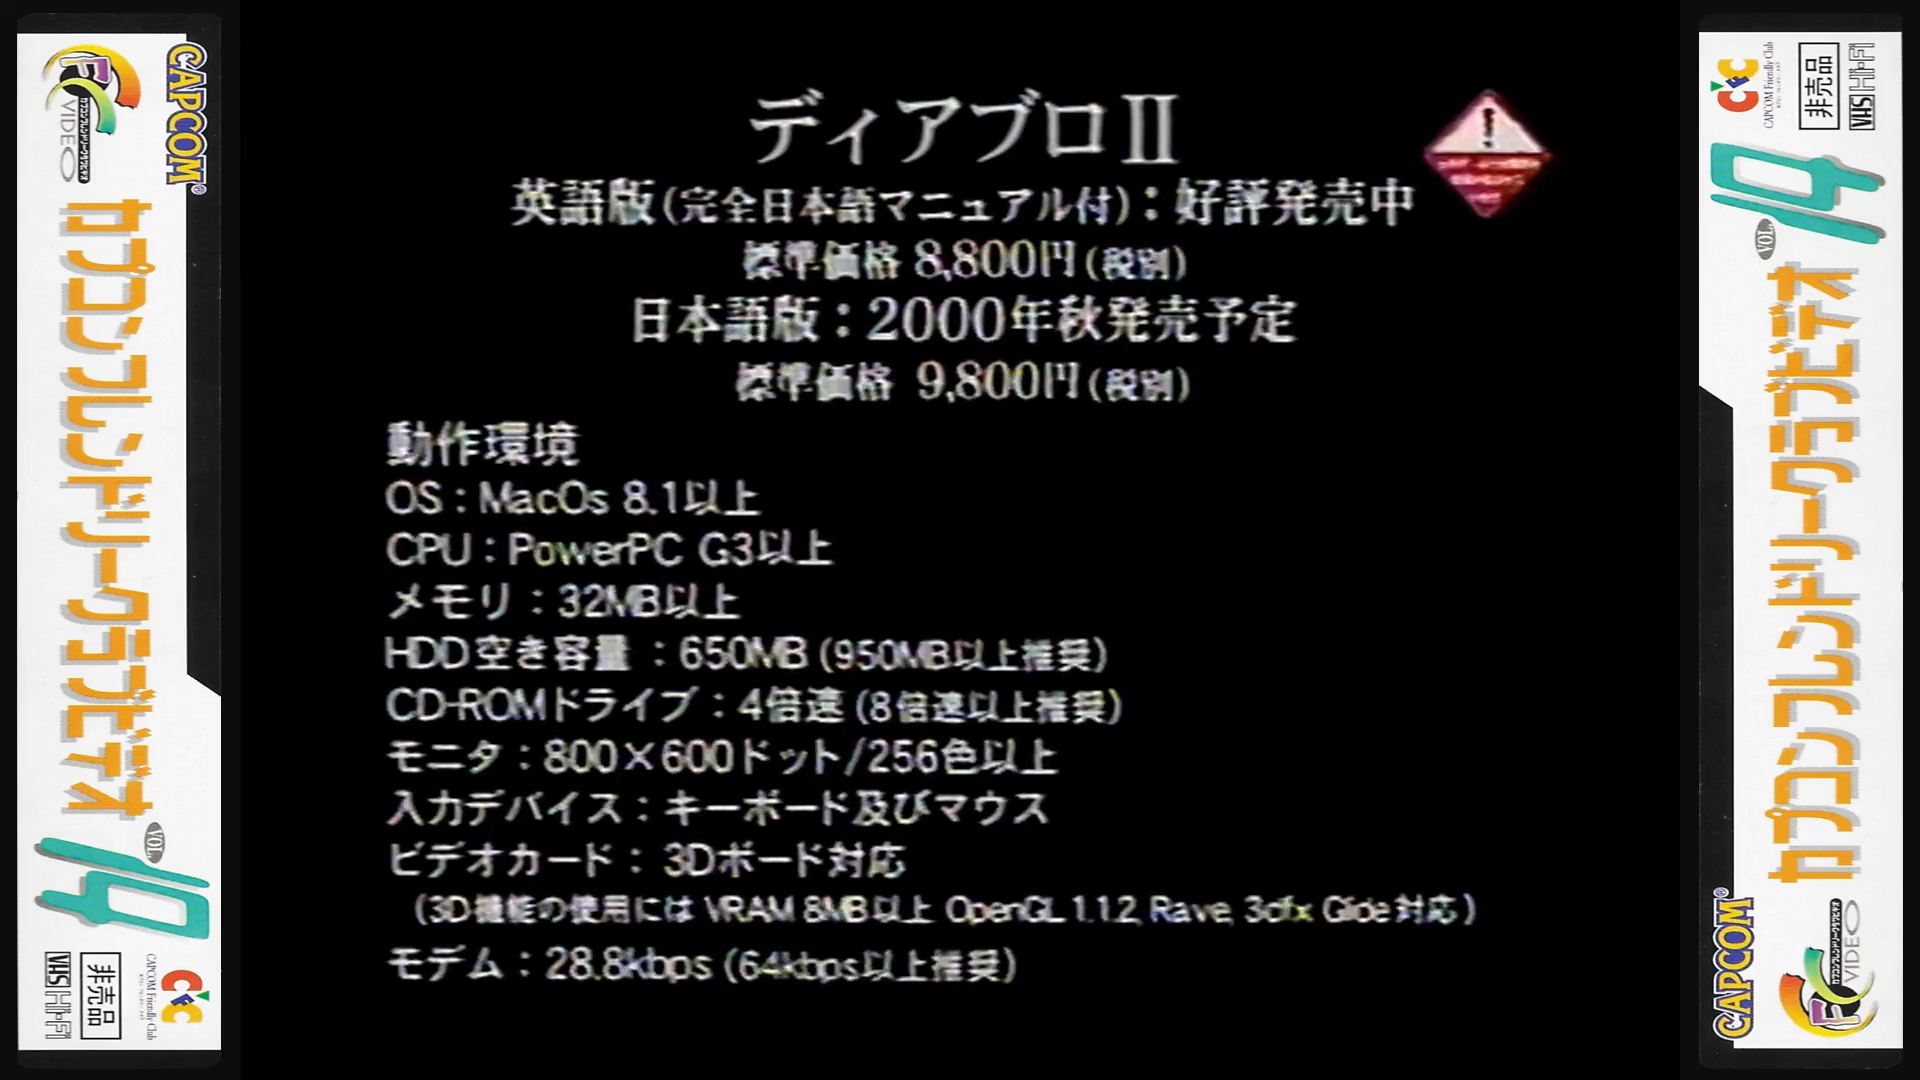 CAPCOM
VIDEO
カプコンフレンドリークラブビデオ
VOL.
19
VHS Hi-Fi
非売品
CAPCOM Friendly Club
CFC
ディアブロⅡ
英語版(完全日本語マニュアル付):好評発売中
標準価格 8,800円(税別)
日本語版:2000年秋発売予定
標準価格 9,800円(税別)
動作環境
OS:MacOs 8.1以上
CPU:PowerPC G3以上
メモリ:32MB以上
HDD空き容量:650MB (950MB以上推奨)
CD-ROMドライブ:4倍速 (8倍速以上推奨)
モニタ:800×600ドット/256色以上
入力デバイス:キーボード及びマウス
ビデオカード:3Dボード対応
(3D機能の使用には VRAM 8MB以上 OpenGL 1.1.2, Rave, 3dfx Glide対応)
モデム:28.8kbps (64kbps以上推奨)
CFC
CAPCOM Friendly Club
非売品
VHS Hi-Fi
19
VOL.
カプコンフレンドリークラブビデオ
CAPCOM
VIDEO